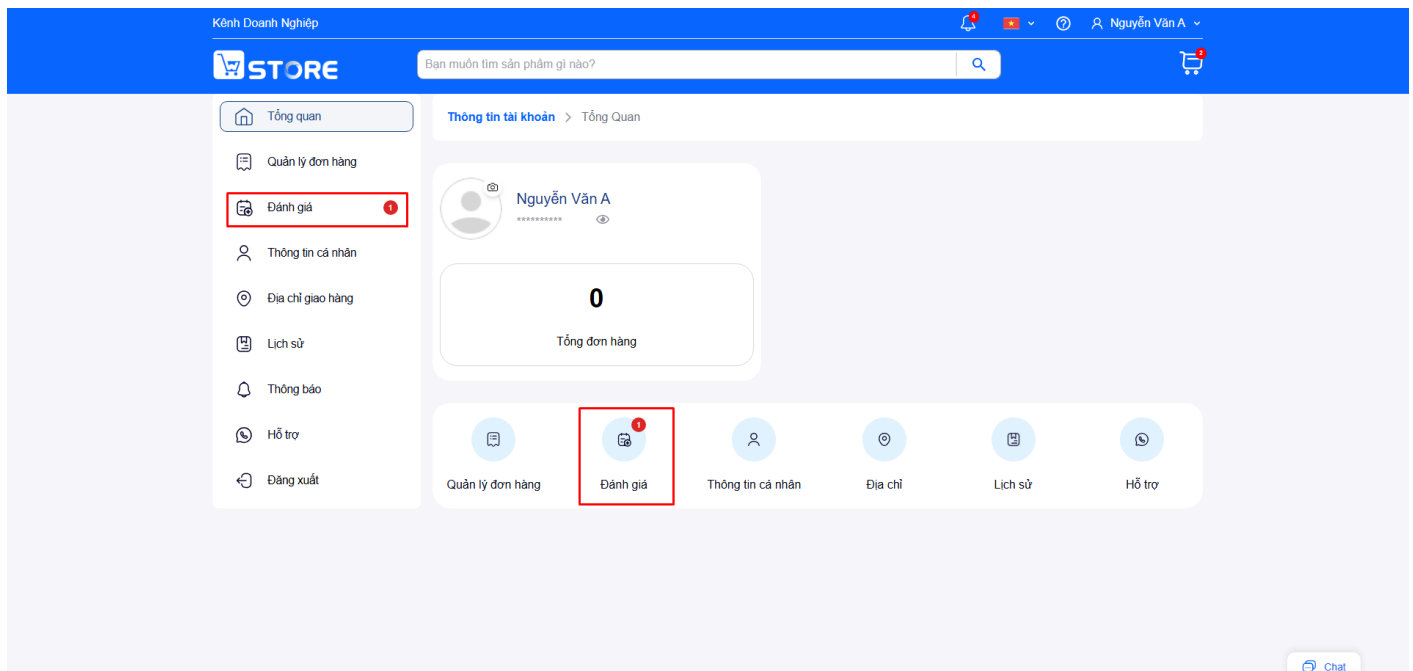 Kênh Doanh Nghiệp
4
Nguyễn Văn A
STORE
Bạn muốn tìm sản phẩm gì nào?
2
Tổng quan
Quản lý đơn hàng
Đánh giá 1
Thông tin cá nhân
Địa chỉ giao hàng
Lịch sử
Thông báo
Hỗ trợ
Đăng xuất
Thông tin tài khoản > Tổng Quan
Nguyễn Văn A
**********
0
Tổng đơn hàng
1
Quản lý đơn hàng
Đánh giá
Thông tin cá nhân
Địa chỉ
Lịch sử
Hỗ trợ
Chat